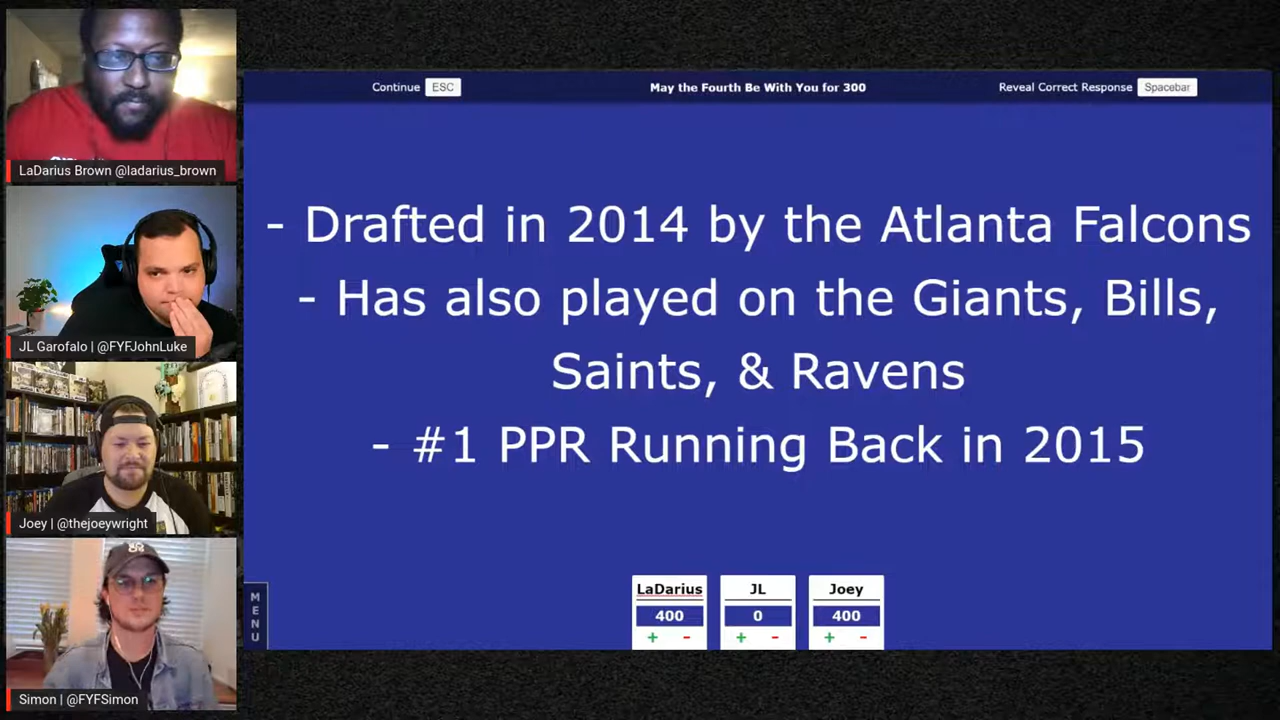 LaDarius Brown @ladarius_brown
JL Garofalo | @FYFJohnLuke
Joey | @thejoeywright
Simon | @FYFSimon
Continue ESC
May the Fourth Be With You for 300
Reveal Correct Response Spacebar
- Drafted in 2014 by the Atlanta Falcons
- Has also played on the Giants, Bills,
Saints, & Ravens
- #1 PPR Running Back in 2015
MENU
LaDarius JL Joey
400 0 400
+ - + - + -